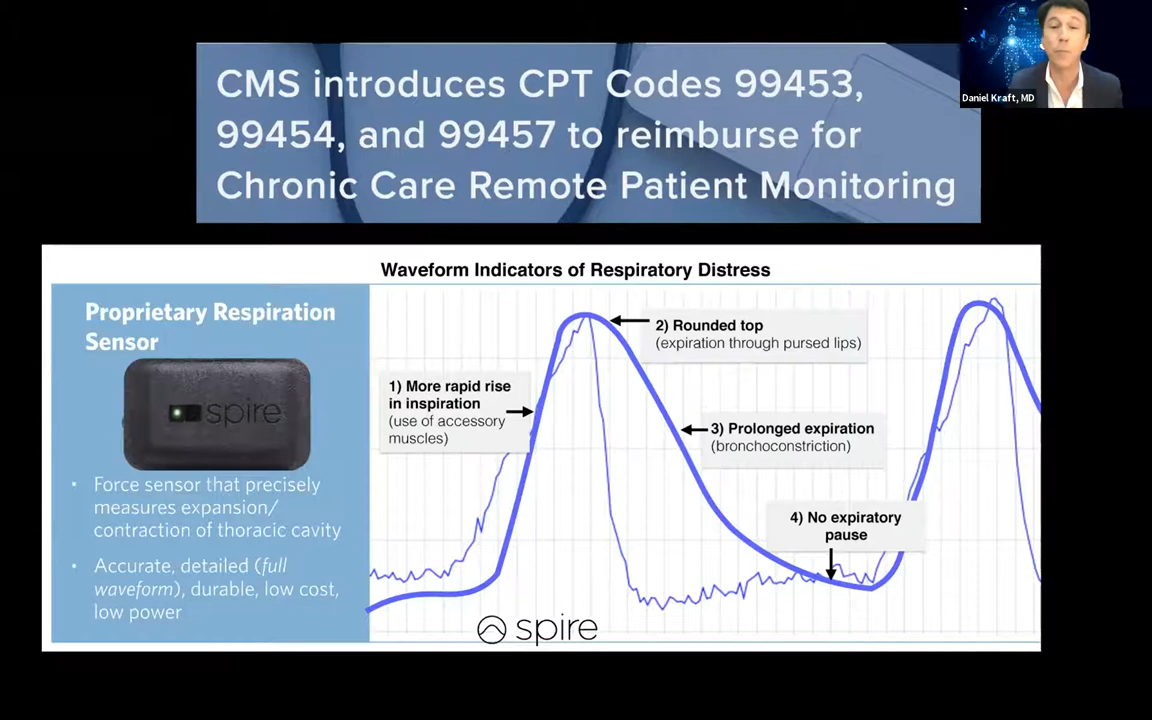 CMS introduces CPT Codes 99453,
99454, and 99457 to reimburse for
Chronic Care Remote Patient Monitoring
Daniel Kraft, MD
Waveform Indicators of Respiratory Distress
Proprietary Respiration
Sensor
spire
• Force sensor that precisely
measures expansion/
contraction of thoracic cavity
• Accurate, detailed (full
waveform), durable, low cost,
low power
1) More rapid rise
in inspiration
(use of accessory
muscles)
2) Rounded top
(expiration through pursed lips)
3) Prolonged expiration
(bronchoconstriction)
4) No expiratory
pause
spire